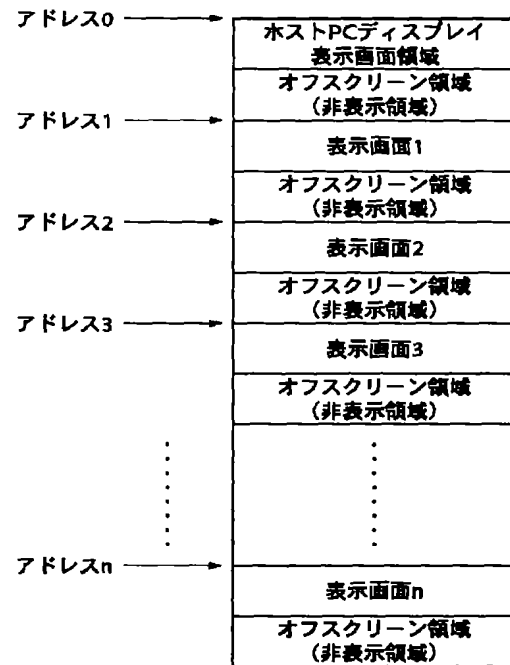 アドレス0
ホストPCディスプレイ
表示画面領域
オフスクリーン領域
(非表示領域)
アドレス1
表示画面1
オフスクリーン領域
(非表示領域)
アドレス2
表示画面2
オフスクリーン領域
(非表示領域)
アドレス3
表示画面3
オフスクリーン領域
(非表示領域)
アドレスn
表示画面n
オフスクリーン領域
(非表示領域)